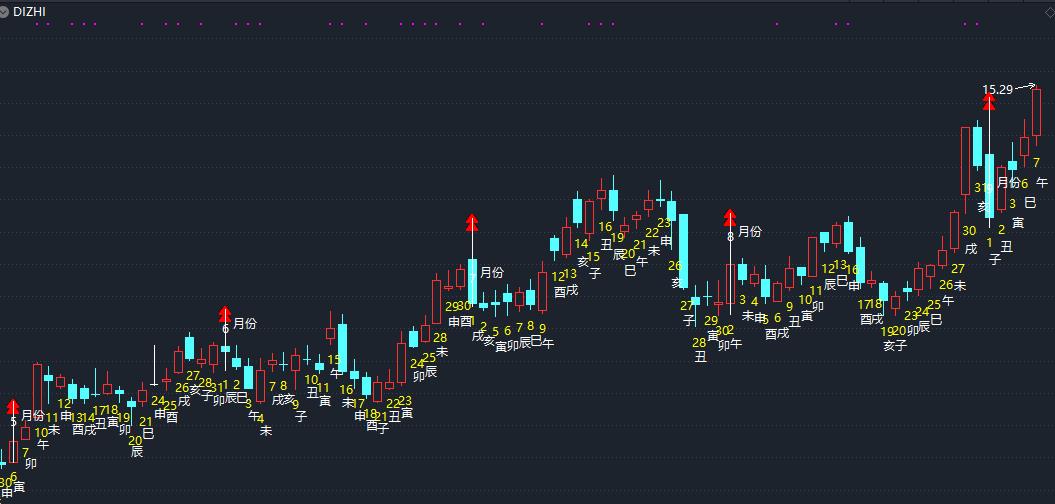 DIZHI
15.29
30
申
5 月份
6
寅
7
卯
10
午
11
未
12
申
13
酉
14
戌
17
丑
18
寅
19
卯
20
辰
21
巳
24
申
25
酉
26
戌
27
亥
28
子
31
卯
6 月份
1
辰
2
巳
3
午
4
未
7
戌
8
亥
9
子
10
丑
11
寅
15
午
16
未
17
申
18
酉
21
子
22
丑
23
寅
24
卯
25
辰
28
未
29
申
30
酉
7 月份
1
戌
2
亥
5
寅
6
卯
7
辰
8
巳
9
午
12
酉
13
戌
14
亥
15
子
16
丑
19
辰
20
巳
21
午
22
未
23
申
26
亥
27
子
28
丑
29
寅
30
卯
8 月份
2
午
3
未
4
申
5
酉
6
戌
9
丑
10
寅
11
卯
12
辰
13
巳
16
申
17
酉
18
戌
19
亥
20
子
23
卯
24
辰
25
巳
26
午
27
未
30
戌
31
亥
9 月份
1
子
2
丑
3
寅
6
巳
7
午